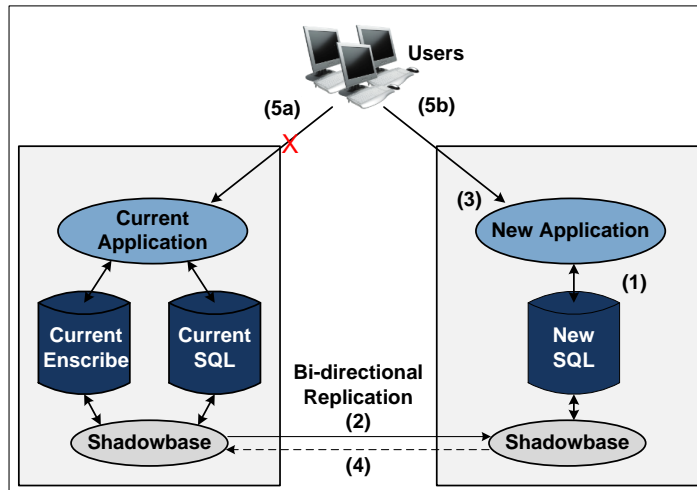 Users
(5a)
(5b)
X
Current
Application
(3)
New Application
(1)
Current
Enscribe
Current
SQL
New
SQL
Bi-directional
Replication
(2)
Shadowbase
Shadowbase
(4)